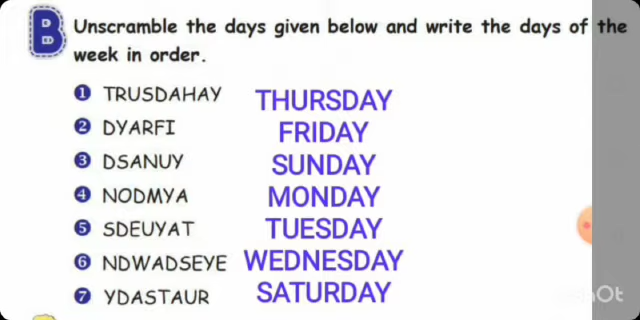 B Unscramble the days given below and write the days of the
week in order.
1 TRUSDAHAY THURSDAY
2 DYARFI FRIDAY
3 DSANUY SUNDAY
4 NODMYA MONDAY
5 SDEUYAT TUESDAY
6 NDWADSEYE WEDNESDAY
7 YDASTAUR SATURDAY